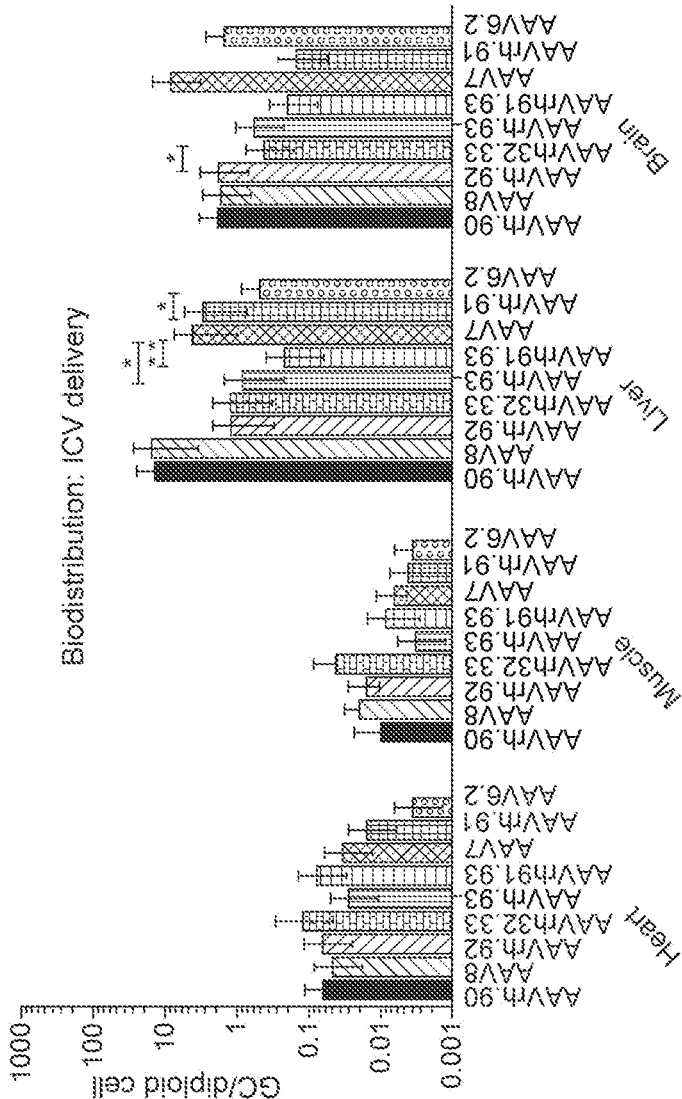 Biodistribution: ICV delivery
GC/diploid cell
1000
100
10
1
0.1
0.01
0.001
AAVrh.90
AAV8
AAVrh.92
AAVrh32.33
AAVrh.93
AAVrh91.93
AAV7
AAVrh.91
AAV6.2
Heart
AAVrh.90
AAV8
AAVrh.92
AAVrh32.33
AAVrh.93
AAVrh91.93
AAV7
AAVrh.91
AAV6.2
Muscle
AAVrh.90
AAV8
AAVrh.92
AAVrh32.33
AAVrh.93
AAVrh91.93
AAV7
AAVrh.91
AAV6.2
Liver
*
**
*
AAVrh.90
AAV8
AAVrh.92
AAVrh32.33
AAVrh.93
AAVrh91.93
AAV7
AAVrh.91
AAV6.2
Brain
*